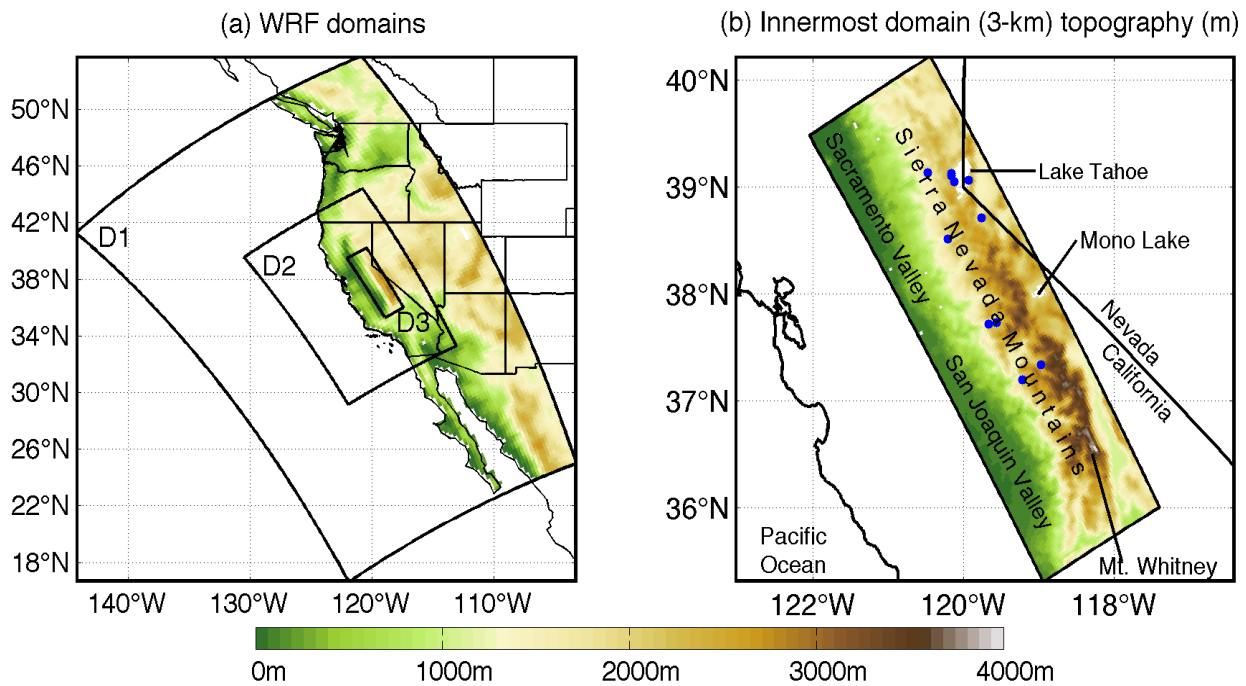 (a) WRF domains
50°N
46°N
42°N
38°N
34°N
30°N
26°N
22°N
18°N
D1
D2
D3
140°W
130°W
120°W
110°W
(b) Innermost domain (3-km) topography (m)
40°N
39°N
38°N
37°N
36°N
Sacramento Valley
Sierra Nevada Mountains
San Joaquin Valley
Lake Tahoe
Mono Lake
Nevada
California
Pacific
Ocean
Mt. Whitney
122°W
120°W
118°W
0m
1000m
2000m
3000m
4000m